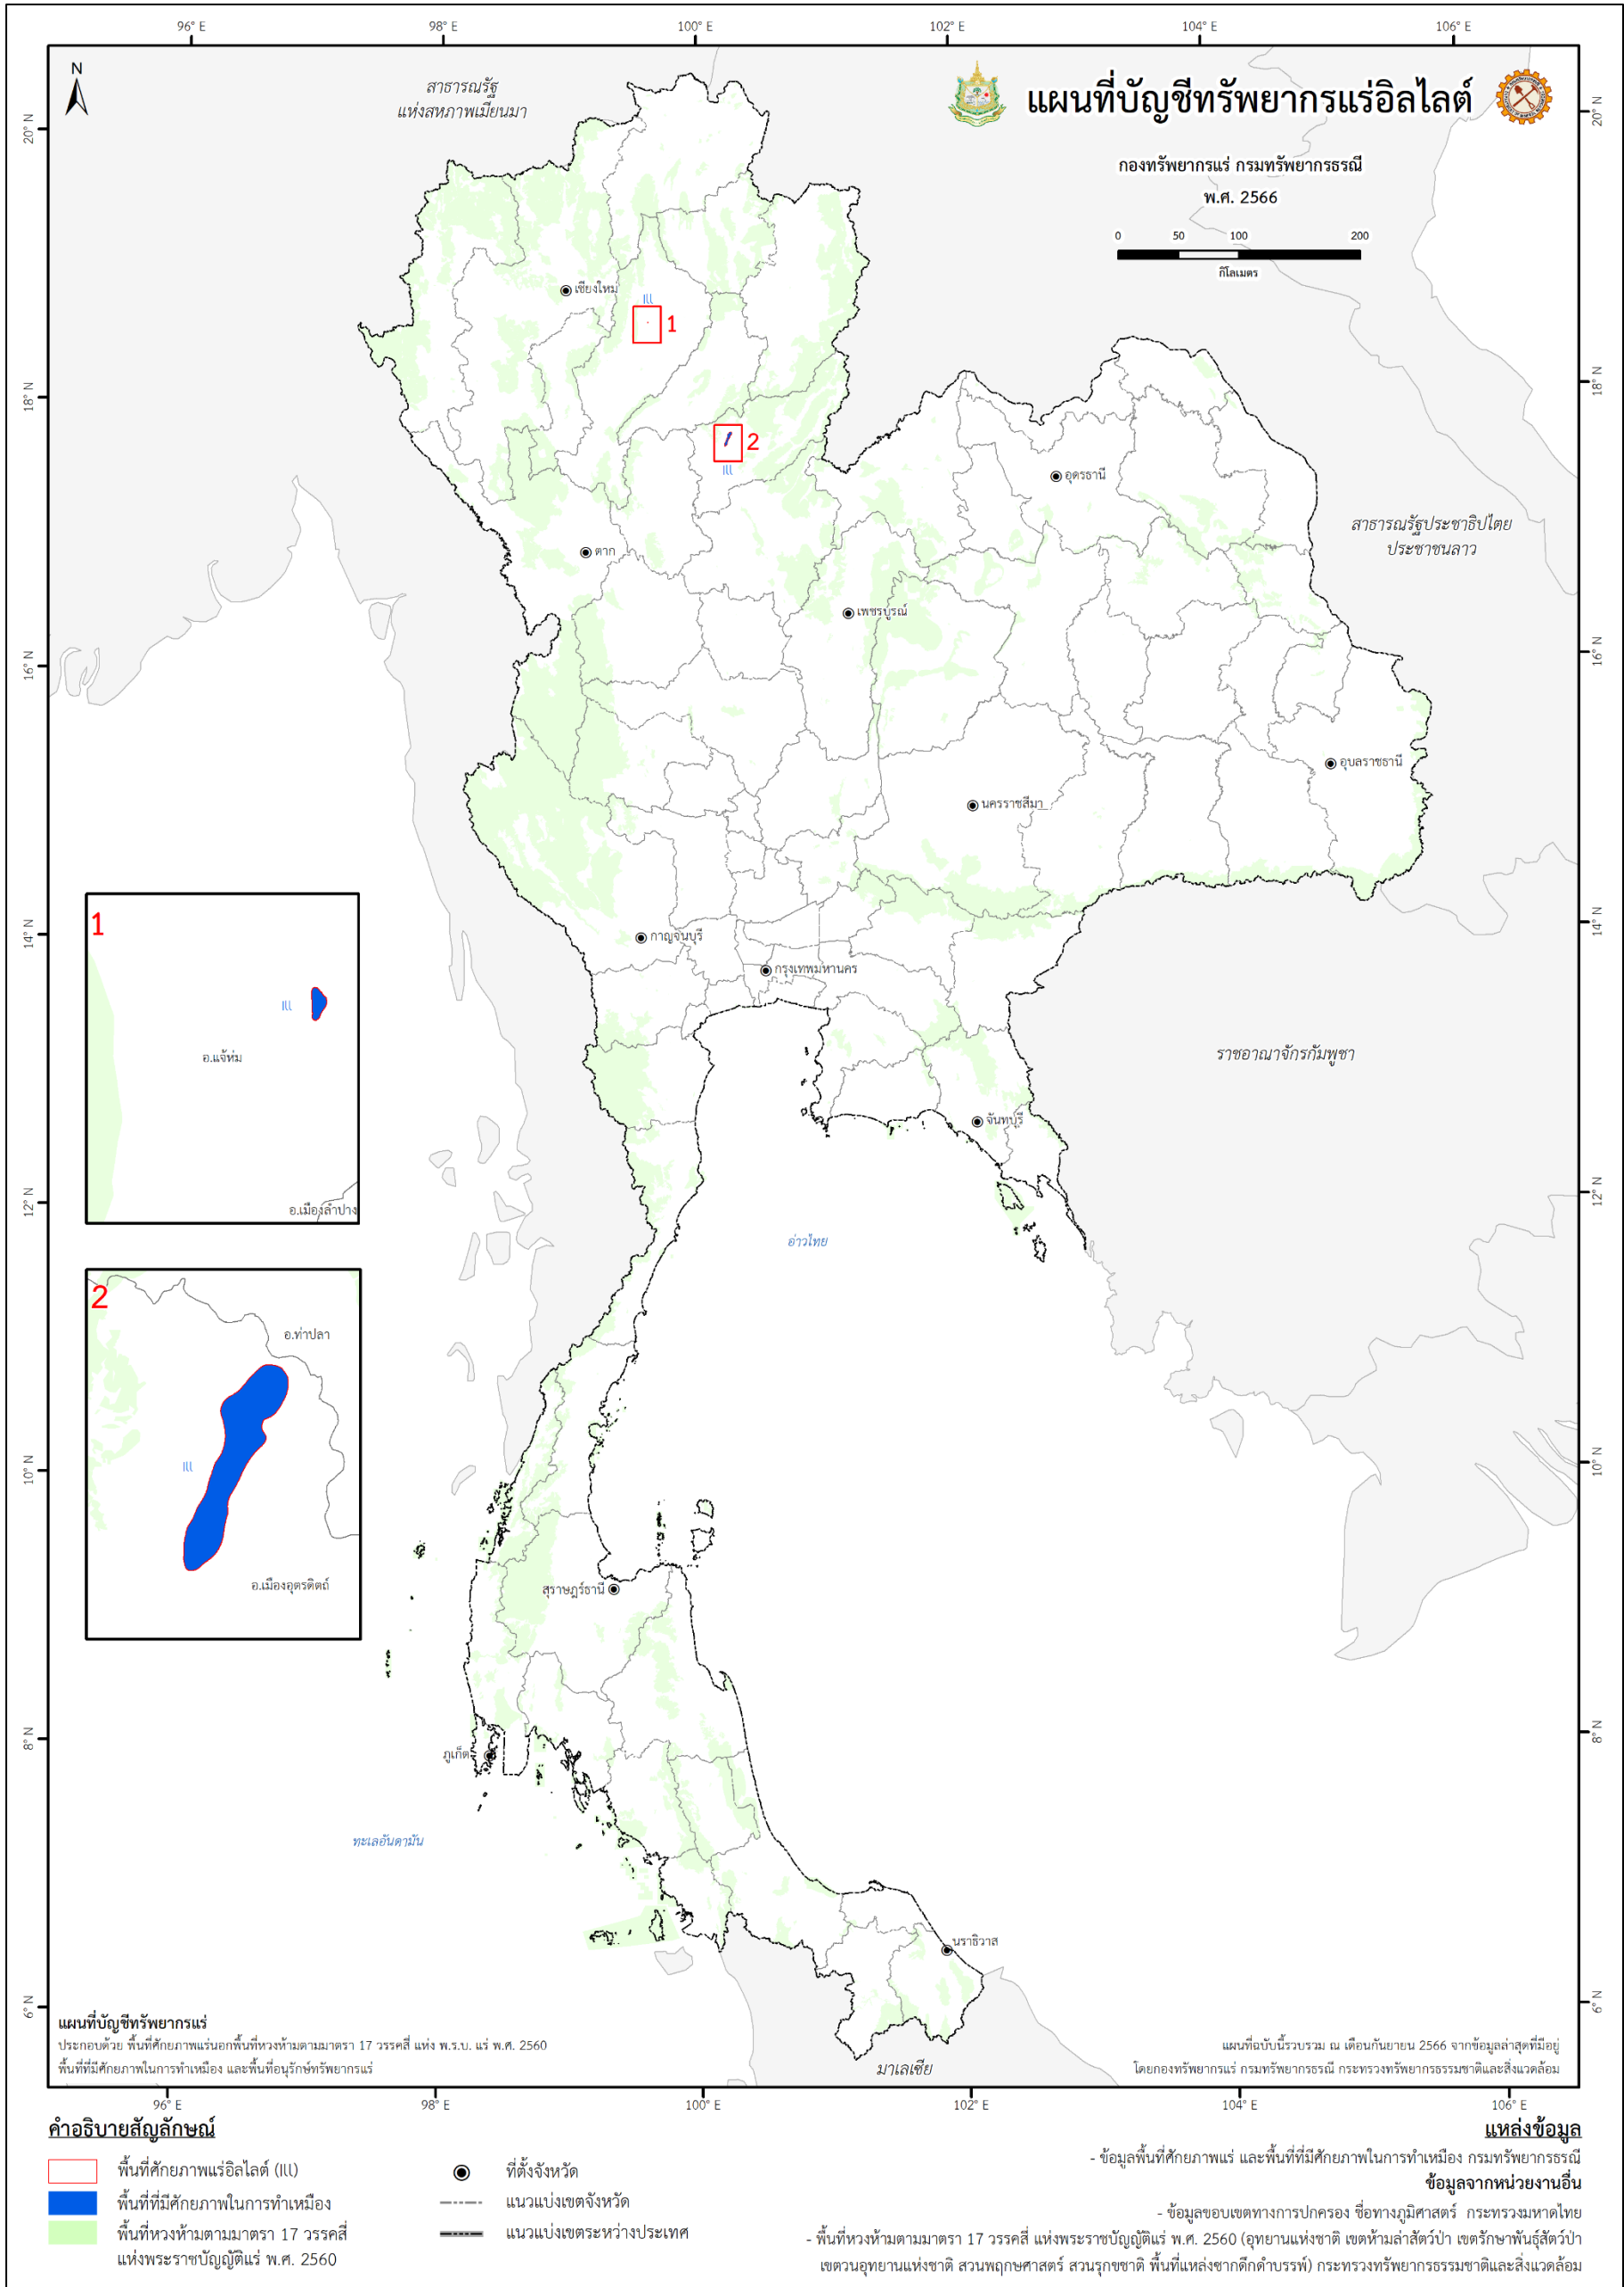 96° E
98° E
100° E
102° E
104° E
106° E
N
สาธารณรัฐ
แห่งสหภาพเมียนมา
แผนที่บัญชีทรัพยากรแร่อิลไลต์
กองทรัพยากรแร่ กรมทรัพยากรธรณี
พ.ศ. 2566
0 50 100 200
กิโลเมตร
20° N
20° N
เชียงใหม่
Ill
1
18° N
18° N
2
Ill
อุดรธานี
สาธารณรัฐประชาธิปไตย
ประชาชนลาว
ตาก
เพชรบูรณ์
16° N
16° N
อุบลราชธานี
นครราชสีมา
14° N
14° N
กาญจนบุรี
กรุงเทพมหานคร
1
Ill
อ.แจ้ห่ม
อ.เมืองลำปาง
ราชอาณาจักรกัมพูชา
จันทบุรี
12° N
12° N
อ่าวไทย
2
อ.ท่าปลา
Ill
อ.เมืองอุตรดิตถ์
10° N
10° N
สุราษฎร์ธานี
8° N
8° N
ภูเก็ต
ทะเลอันดามัน
นราธิวาส
6° N
6° N
มาเลเซีย
แผนที่บัญชีทรัพยากรแร่
ประกอบด้วย พื้นที่ศักยภาพแร่นอกพื้นที่หวงห้ามตามมาตรา 17 วรรคสี่ แห่ง พ.ร.บ. แร่ พ.ศ. 2560
พื้นที่ที่มีศักยภาพในการทำเหมือง และพื้นที่อนุรักษ์ทรัพยากรแร่
แผนที่ฉบับนี้รวบรวม ณ เดือนกันยายน 2566 จากข้อมูลล่าสุดที่มีอยู่
โดยกองทรัพยากรแร่ กรมทรัพยากรธรณี กระทรวงทรัพยากรธรรมชาติและสิ่งแวดล้อม
96° E
98° E
100° E
102° E
104° E
106° E
คำอธิบายสัญลักษณ์
พื้นที่ศักยภาพแร่อิลไลต์ (Ill)
พื้นที่ที่มีศักยภาพในการทำเหมือง
พื้นที่หวงห้ามตามมาตรา 17 วรรคสี่
แห่งพระราชบัญญัติแร่ พ.ศ. 2560
ที่ตั้งจังหวัด
แนวแบ่งเขตจังหวัด
แนวแบ่งเขตระหว่างประเทศ
แหล่งข้อมูล
- ข้อมูลพื้นที่ศักยภาพแร่ และพื้นที่ที่มีศักยภาพในการทำเหมือง กรมทรัพยากรธรณี
ข้อมูลจากหน่วยงานอื่น
- ข้อมูลขอบเขตทางการปกครอง ชื่อทางภูมิศาสตร์ กระทรวงมหาดไทย
- พื้นที่หวงห้ามตามมาตรา 17 วรรคสี่ แห่งพระราชบัญญัติแร่ พ.ศ. 2560 (อุทยานแห่งชาติ เขตห้ามล่าสัตว์ป่า เขตรักษาพันธุ์สัตว์ป่า
เขตวนอุทยานแห่งชาติ สวนพฤกษศาสตร์ สวนรุกขชาติ พื้นที่แหล่งซากดึกดำบรรพ์) กระทรวงทรัพยากรธรรมชาติและสิ่งแวดล้อม